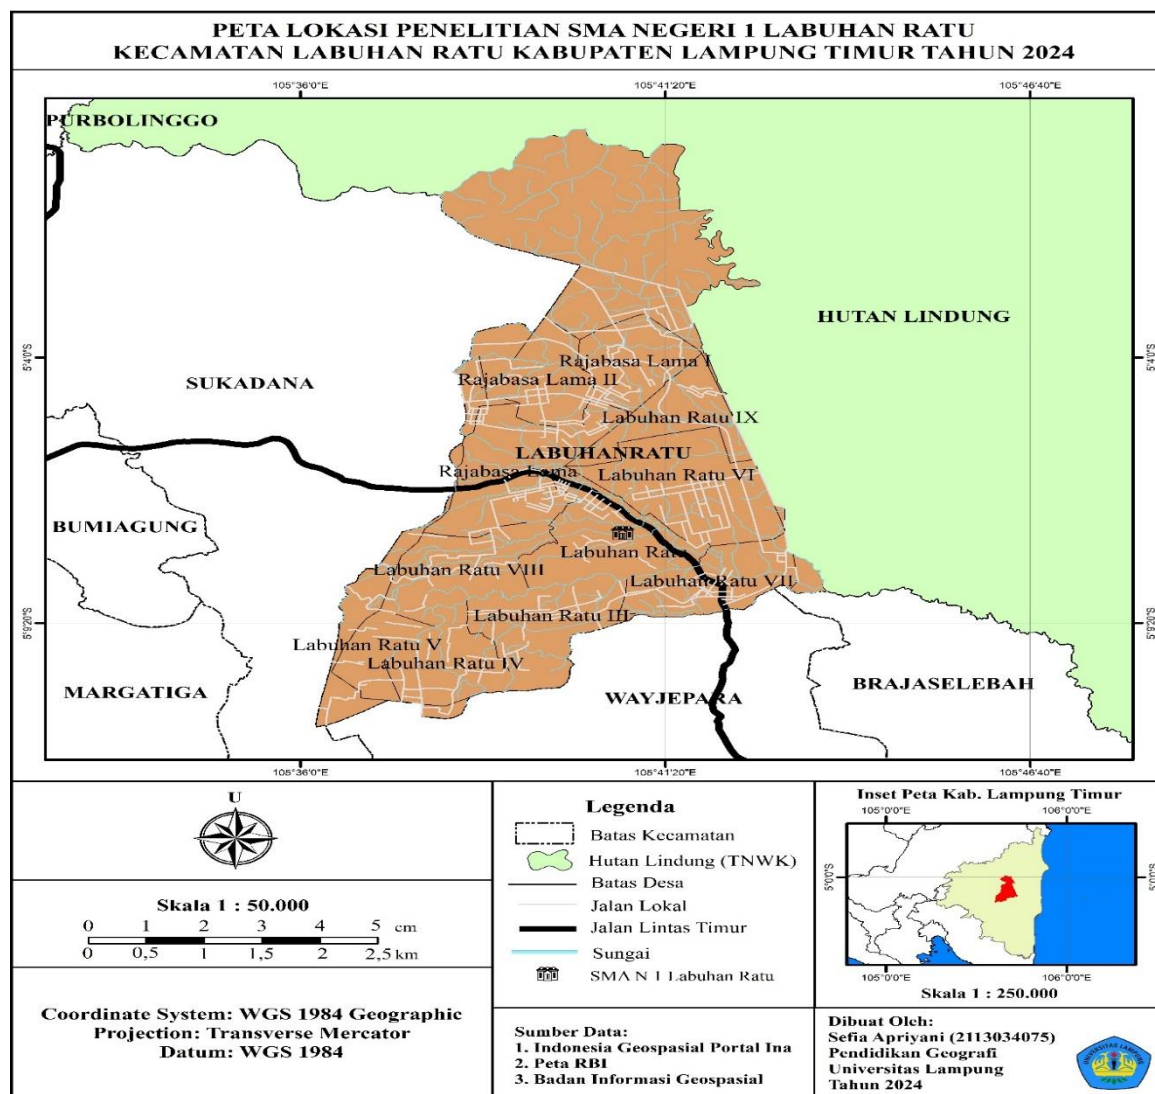 PETA LOKASI PENELITIAN SMA NEGERI 1 LABUHAN RATU
KECAMATAN LABUHAN RATU KABUPATEN LAMPUNG TIMUR TAHUN 2024
105°36'0"E
105°41'20"E
105°46'40"E
PURBOLINGGO
HUTAN LINDUNG
5°4'0"S
5°4'0"S
Rajabasa Lama I
SUKADANA
Rajabasa Lama II
Labuhan Ratu IX
LABUHANRATU
Rajabasa Lama
Labuhan Ratu VI
BUMIAGUNG
Labuhan Ratu
Labuhan Ratu VIII
Labuhan Ratu VII
Labuhan Ratu III
5°9'20"S
5°9'20"S
Labuhan Ratu V
Labuhan Ratu IV
MARGATIGA
WAYJEPARA
BRAJASELEBAH
105°36'0"E
105°41'20"E
105°46'40"E
U
Skala 1 : 50.000
0 1 2 3 4 5 cm
0 0,5 1 1 2 2,5 km
Coordinate System: WGS 1984 Geographic
Projection: Transverse Mercator
Datum: WGS 1984
Legenda
Batas Kecamatan
Hutan Lindung (TNWK)
Batas Desa
Jalan Lokal
Jalan Lintas Timur
Sungai
SMA N 1 Labuhan Ratu
Sumber Data:
1. Indonesia Geospasial Portal Ina
2. Peta RBI
3. Badan Informasi Geospasial
Inset Peta Kab. Lampung Timur
105°0'0"E
106°0'0"E
5°0'0"S
5°0'0"S
105°0'0"E
106°0'0"E
Skala 1 : 250.000
Dibuat Oleh:
Sefia Apriyani (2113034075)
Pendidikan Geografi
Universitas Lampung
Tahun 2024
UNIVERSITAS LAMPUNG